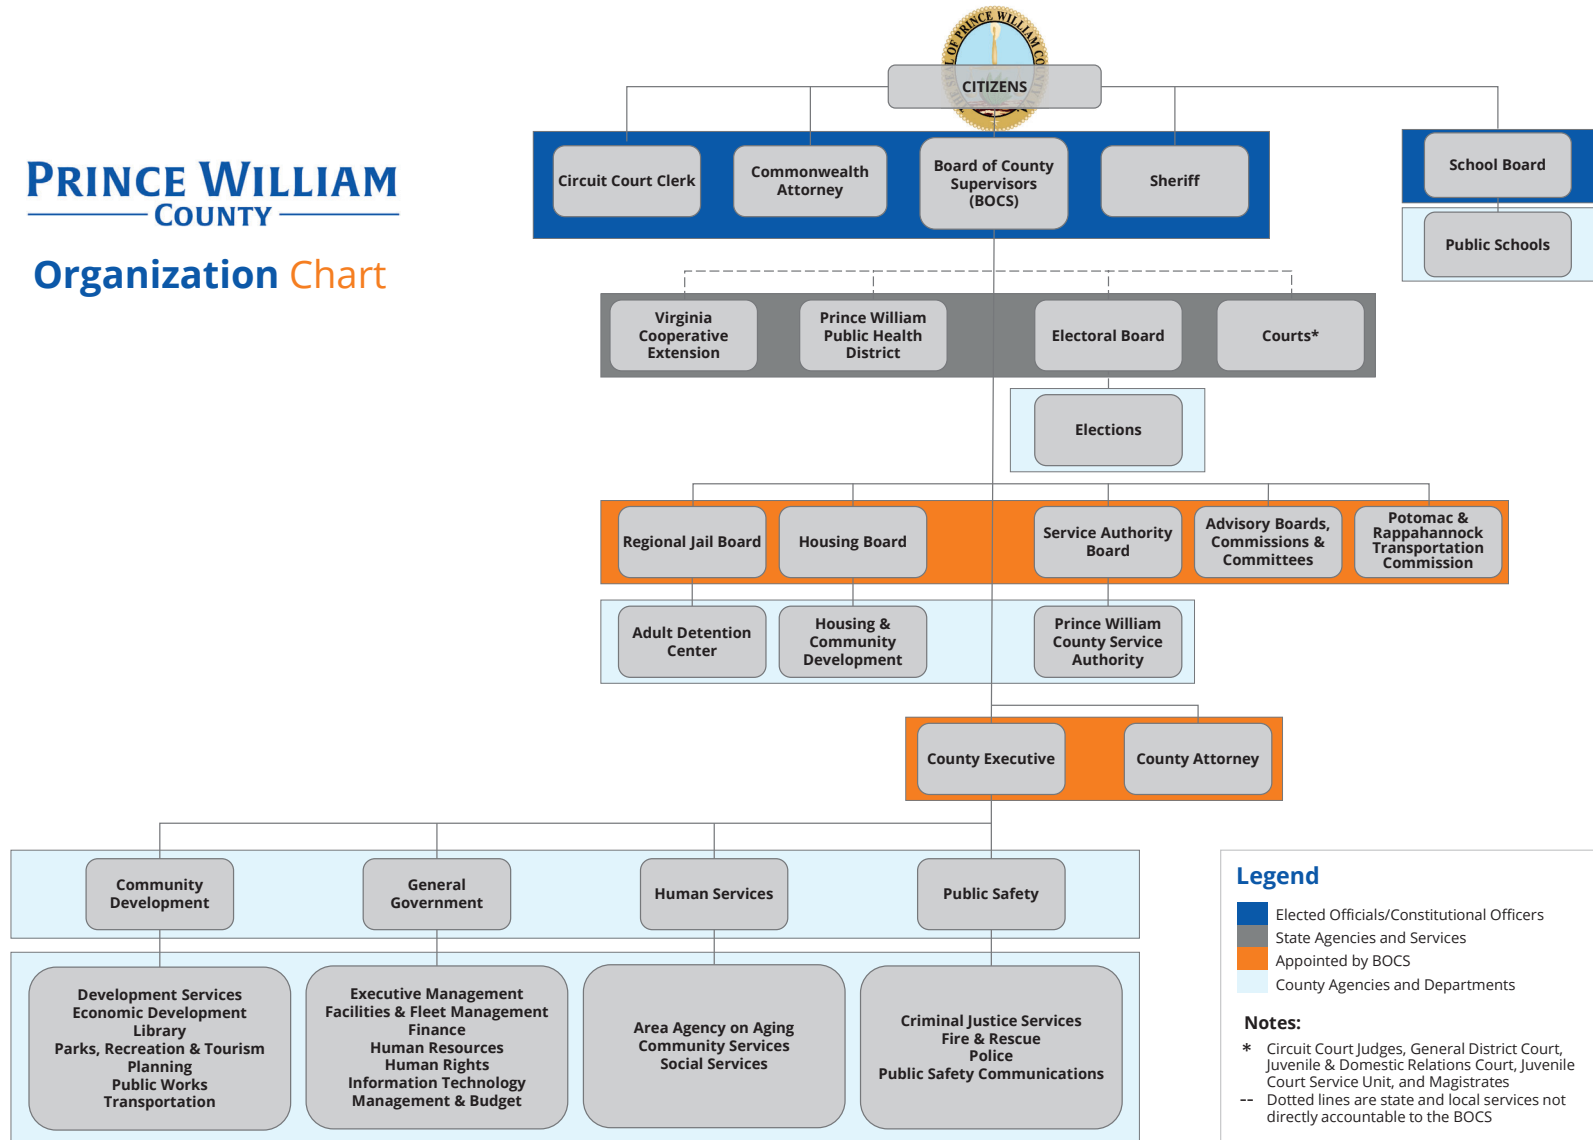 SEAL OF PRINCE WILLIAM COUNTY
CITIZENS
PRINCE WILLIAM
COUNTY
Organization Chart
Circuit Court Clerk
Commonwealth
Attorney
Board of County
Supervisors
(BOCS)
Sheriff
School Board
Public Schools
Virginia
Cooperative
Extension
Prince William
Public Health
District
Electoral Board
Courts*
Elections
Regional Jail Board
Housing Board
Service Authority
Board
Advisory Boards,
Commissions &
Committees
Potomac &
Rappahannock
Transportation
Commission
Adult Detention
Center
Housing &
Community
Development
Prince William
County Service
Authority
County Executive
County Attorney
Community
Development
General
Government
Human Services
Public Safety
Development Services
Economic Development
Library
Parks, Recreation & Tourism
Planning
Public Works
Transportation
Executive Management
Facilities & Fleet Management
Finance
Human Resources
Human Rights
Information Technology
Management & Budget
Area Agency on Aging
Community Services
Social Services
Criminal Justice Services
Fire & Rescue
Police
Public Safety Communications
Legend
Elected Officials/Constitutional Officers
State Agencies and Services
Appointed by BOCS
County Agencies and Departments
Notes:
* Circuit Court Judges, General District Court,
Juvenile & Domestic Relations Court, Juvenile
Court Service Unit, and Magistrates
-- Dotted lines are state and local services not
directly accountable to the BOCS